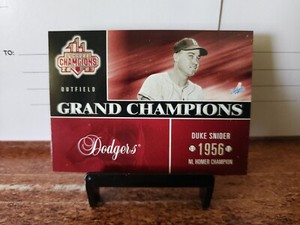 TO:
CHAMPIONS
OUTFIELD
GRAND CHAMPIONS
Dodgers
DUKE SNIDER
1956
NL HOMER CHAMPION